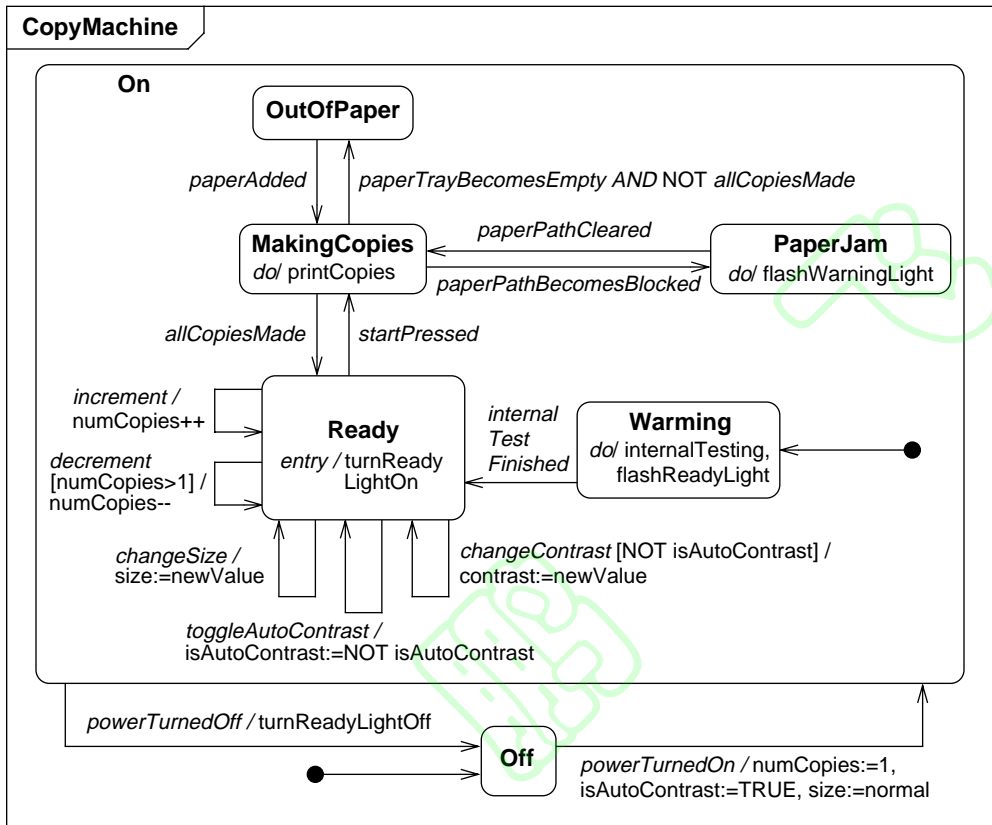 CopyMachine
On
OutOfPaper
paperAdded
paperTrayBecomesEmpty AND NOT allCopiesMade
MakingCopies
do/ printCopies
paperPathCleared
paperPathBecomesBlocked
PaperJam
do/ flashWarningLight
allCopiesMade
startPressed
increment /
numCopies++
decrement
[numCopies>1] /
numCopies--
Ready
entry / turnReady
LightOn
internal
Test
Finished
Warming
do/ internalTesting,
flashReadyLight
changeSize /
size:=newValue
changeContrast [NOT isAutoContrast] /
contrast:=newValue
toggleAutoContrast /
isAutoContrast:=NOT isAutoContrast
powerTurnedOff / turnReadyLightOff
Off
powerTurnedOn / numCopies:=1,
isAutoContrast:=TRUE, size:=normal